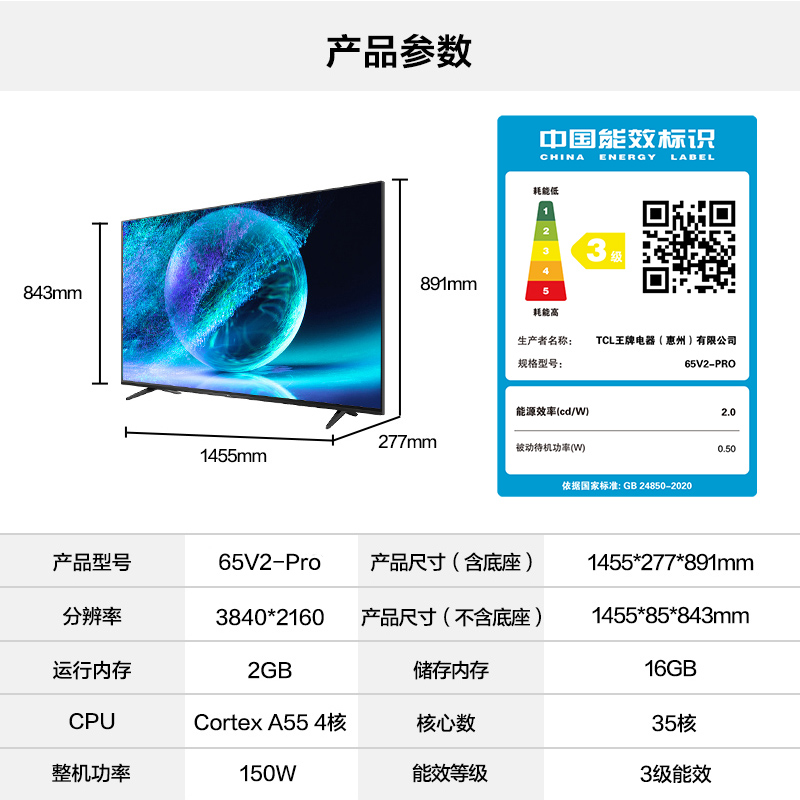 产品参数
中国能效标识
CHINA ENERGY LABEL
耗能低
1
2
3
4
5
耗能高
3级
生产者名称： TCL王牌电器（惠州）有限公司
规格型号： 65V2-PRO
能源效率(cd/W) 2.0
被动待机功率(W) 0.50
依据国家标准: GB 24850-2020
843mm
891mm
1455mm
277mm
产品型号 65V2-Pro 产品尺寸（含底座） 1455*277*891mm
分辨率 3840*2160 产品尺寸（不含底座） 1455*85*843mm
运行内存 2GB 储存内存 16GB
CPU Cortex A55 4核 核心数 35核
整机功率 150W 能效等级 3级能效